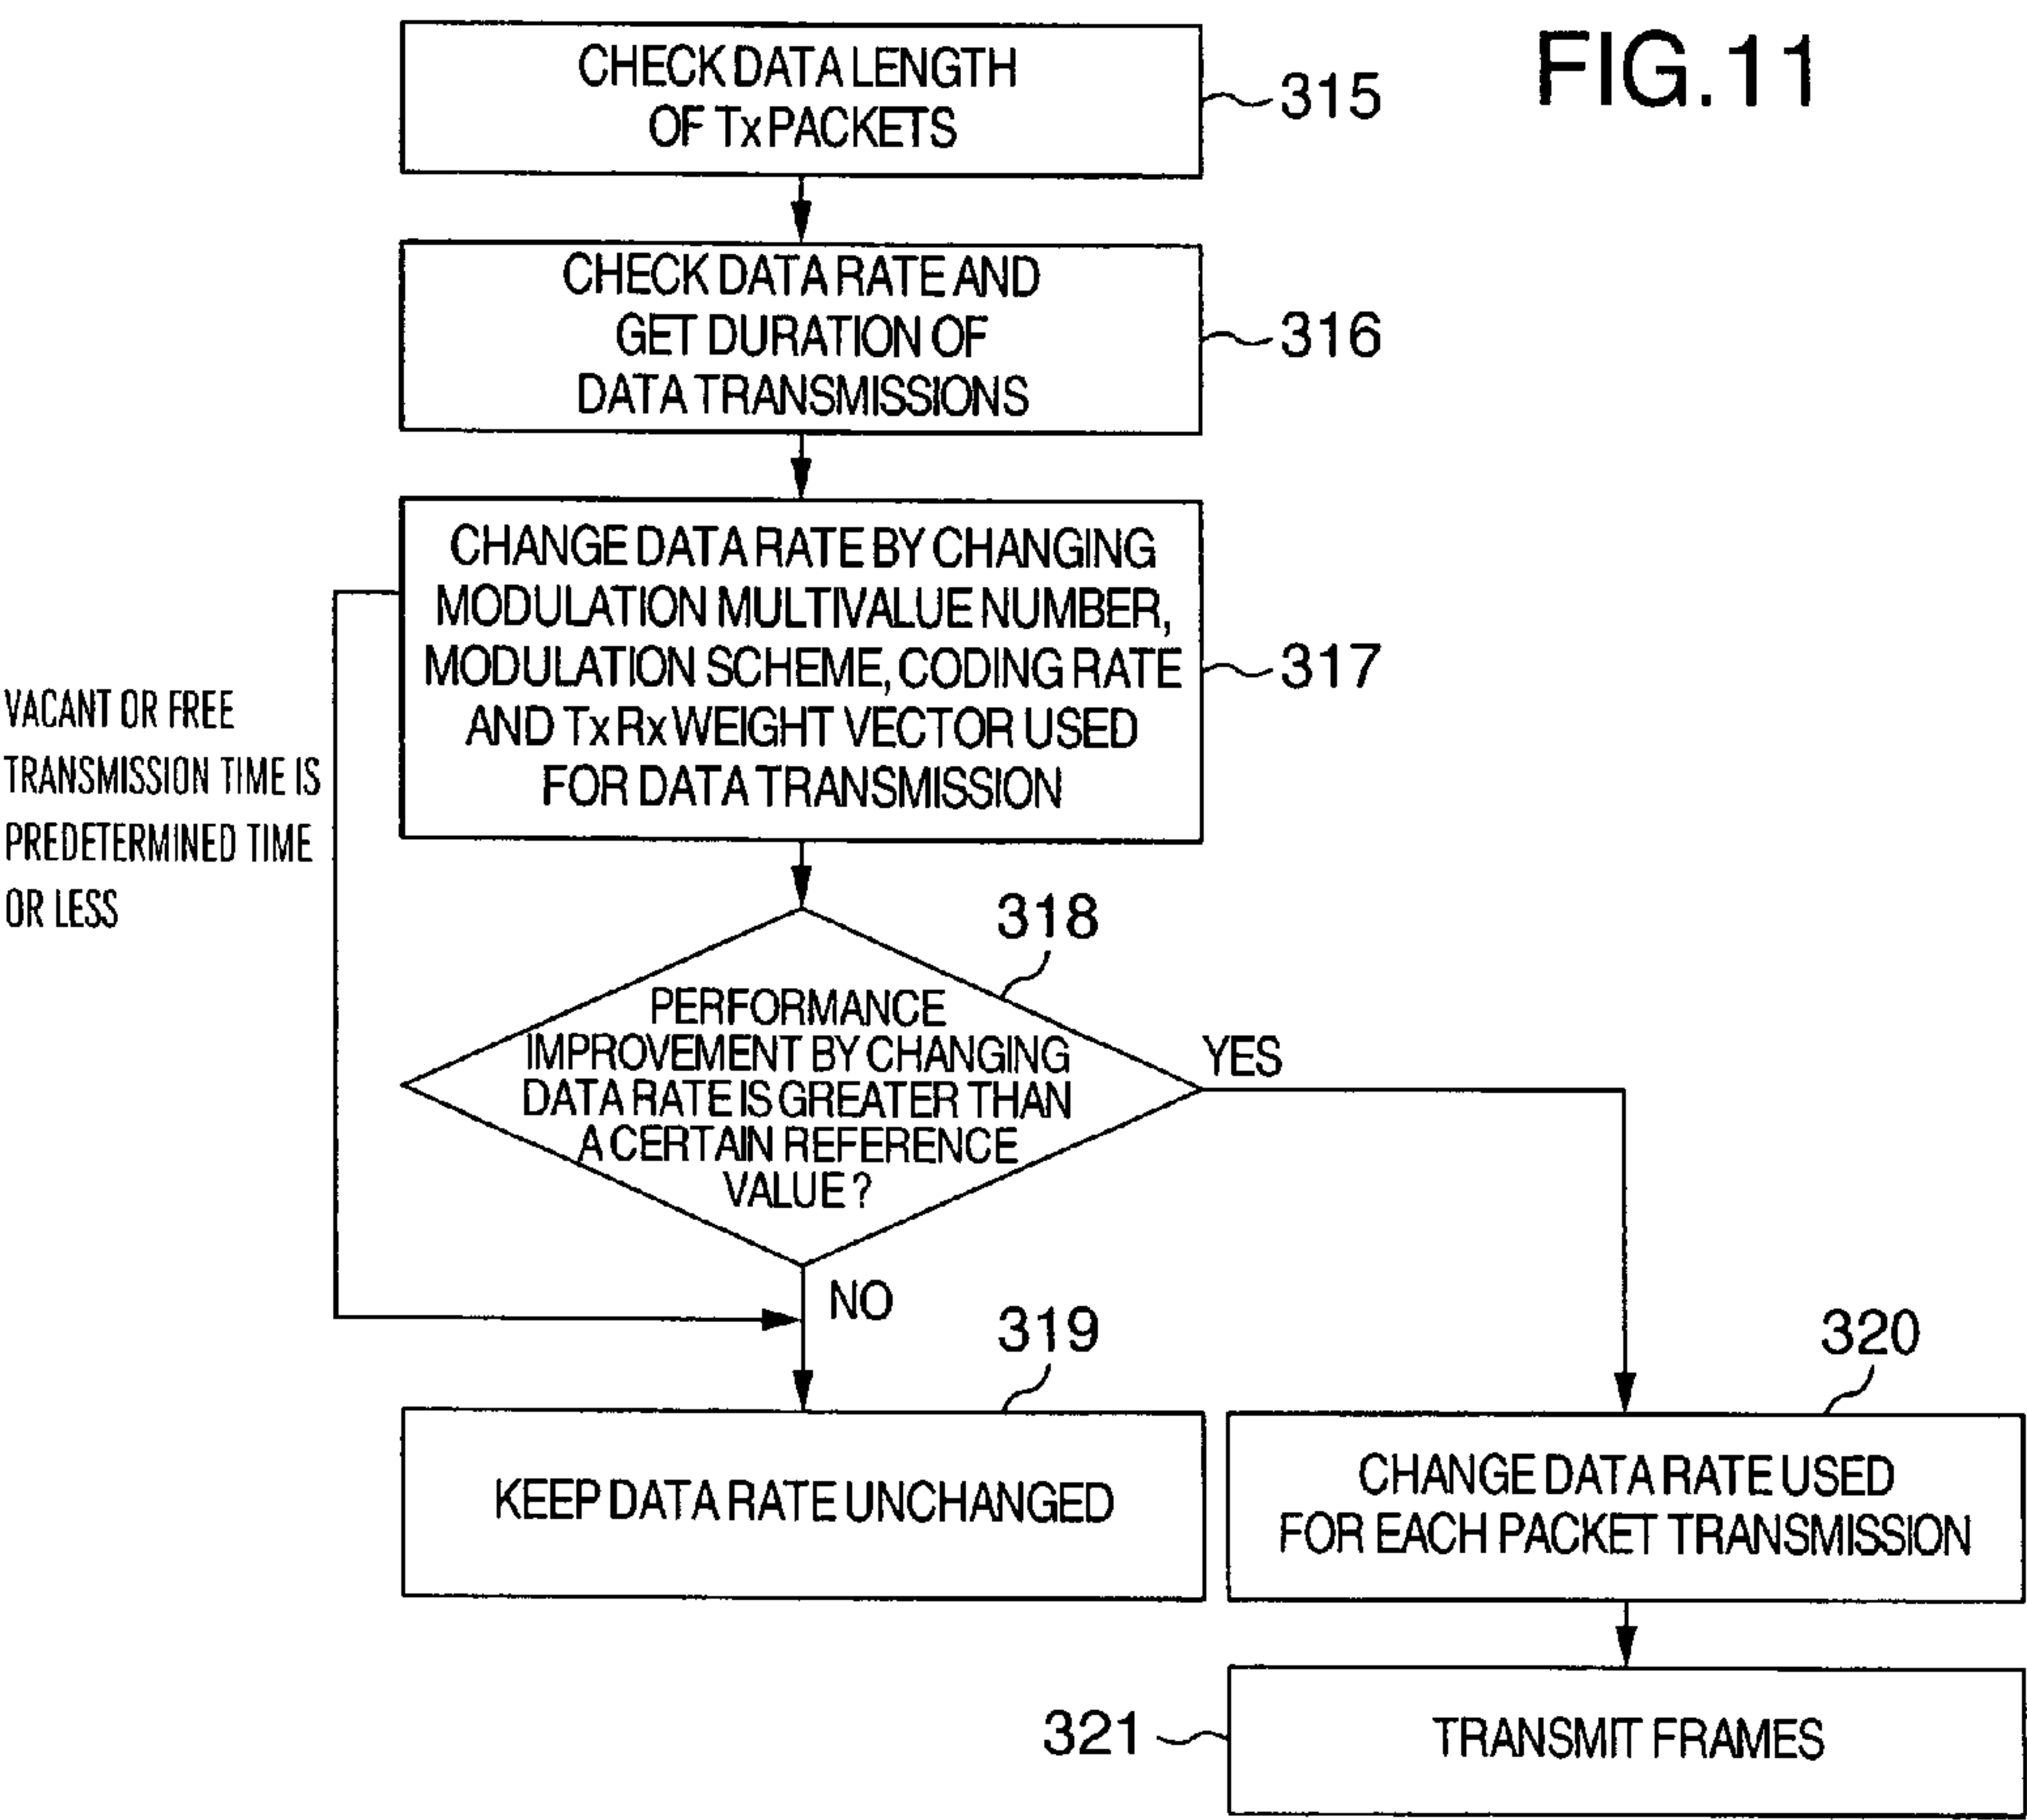 FIG.11
CHECK DATA LENGTH
OF Tx PACKETS
315
CHECK DATA RATE AND
GET DURATION OF
DATA TRANSMISSIONS
316
CHANGE DATA RATE BY CHANGING
MODULATION MULTIVALUE NUMBER,
MODULATION SCHEME, CODING RATE
AND Tx Rx WEIGHT VECTOR USED
FOR DATA TRANSMISSION
317
VACANT OR FREE
TRANSMISSION TIME IS
PREDETERMINED TIME
OR LESS
318
PERFORMANCE
IMPROVEMENT BY CHANGING
DATA RATE IS GREATER THAN
A CERTAIN REFERENCE
VALUE?
YES
NO
319
KEEP DATA RATE UNCHANGED
320
CHANGE DATA RATE USED
FOR EACH PACKET TRANSMISSION
321
TRANSMIT FRAMES